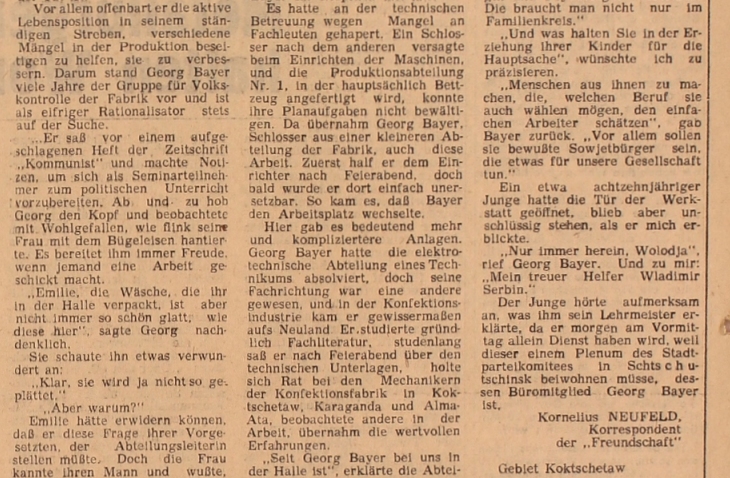 Vor allem offenbart er die aktive
Lebensposition in seinem stän-
digen Streben, verschiedene
Mängel in der Produktion besei-
tigen zu helfen, sie zu verbes-
sern. Darum stand Georg Bayer
viele Jahre der Gruppe für Volks-
kontrolle der Fabrik vor und ist
als eifriger Rationalisator stets
auf der Suche.
...Er saß vor einem aufge-
schlagenen Heft der Zeitschrift
„Kommunist" und machte Noti-
zen, um sich als Seminarteilneh-
mer zum politischen Unterricht
vorzubereiten. Ab und zu hob
Georg den Kopf und beobachtete
mit Wohlgefallen, wie flink seine
Frau mit dem Bügeleisen hantier-
te. Es bereitet ihm immer Freude,
wenn jemand eine Arbeit ge-
schickt macht.
„Emilie, die Wäsche, die ihr
in der Halle verpackt, ist aber
nicht immer so schön glatt, wie
diese hier", sagte Georg nach-
denklich.
Sie schaute ihn etwas verwun-
dert an:
„Klar, sie wird ja nicht so ge-
plättet."
„Aber warum?"
Emilie hätte erwidern können,
daß er diese Frage ihrer Vorge-
setzten, der Abteilungsleiterin
stellen müßte. Doch die Frau
kannte ihren Mann und wußte,
Es hatte an der technischen
Betreuung wegen Mangel an
Fachleuten gehapert. Ein Schlos-
ser nach dem anderen versagte
beim Einrichten der Maschinen,
und die Produktionsabteilung
Nr. 1, in der hauptsächlich Bett-
zeug angefertigt wird, konnte
ihre Planaufgaben nicht bewälti-
gen. Da übernahm Georg Bayer,
Schlosser aus einer kleineren Ab-
teilung der Fabrik, auch diese
Arbeit. Zuerst half er dem Ein-
richter nach Feierabend, doch
bald wurde er dort einfach uner-
setzbar. So kam es, daß Bayer
den Arbeitsplatz wechselte.
Hier gab es bedeutend mehr
und kompliziertere Anlagen.
Georg Bayer hatte die elektro-
technische Abteilung eines Tech-
nikums absolviert, doch seine
Fachrichtung war eine andere
gewesen, und in der Konfektions-
industrie kam er gewissermaßen
aufs Neuland. Er studierte gründ-
lich Fachliteratur, stundenlang
saß er nach Feierabend über den
technischen Unterlagen, holte
sich Rat bei den Mechanikern
der Konfektionsfabrik in Kok-
tschetaw, Karaganda und Alma-
Ata, beobachtete andere in der
Arbeit, übernahm die wertvollen
Erfahrungen.
„Seit Georg Bayer bei uns in
der Halle ist", erklärte die Abtei-
Die braucht man nicht nur im
Familienkreis."
„Und was halten Sie in der Er-
ziehung Ihrer Kinder für die
Hauptsache", wünschte ich zu
präzisieren.
„Menschen aus ihnen zu ma-
chen, die, welchen Beruf sie
auch wählen mögen, den einfa-
chen Arbeiter schätzen", gab
Bayer zurück. „Vor allem sollen
sie bewußte Sowjetbürger sein,
die etwas für unsere Gesellschaft
tun."
Ein etwa achtzehnjähriger
Junge hatte die Tür der Werk-
statt geöffnet, blieb aber un-
schlüssig stehen, als er mich er-
blickte.
„Nur immer herein, Wolodja",
rief Georg Bayer. Und zu mir:
„Mein treuer Helfer Wladimir
Serbin."
Der Junge hörte aufmerksam
an, was ihm sein Lehrmeister er-
klärte, da er morgen am Vormit-
tag allein Dienst haben wird, weil
dieser einem Plenum des Stadt-
parteikomitees in Schtschu-
tschinsk beiwohnen müsse, des-
sen Büromitglied Georg Bayer
ist.
Kornelius NEUFELD,
Korrespondent
der „Freundschaft"
Gebiet Koktschetaw